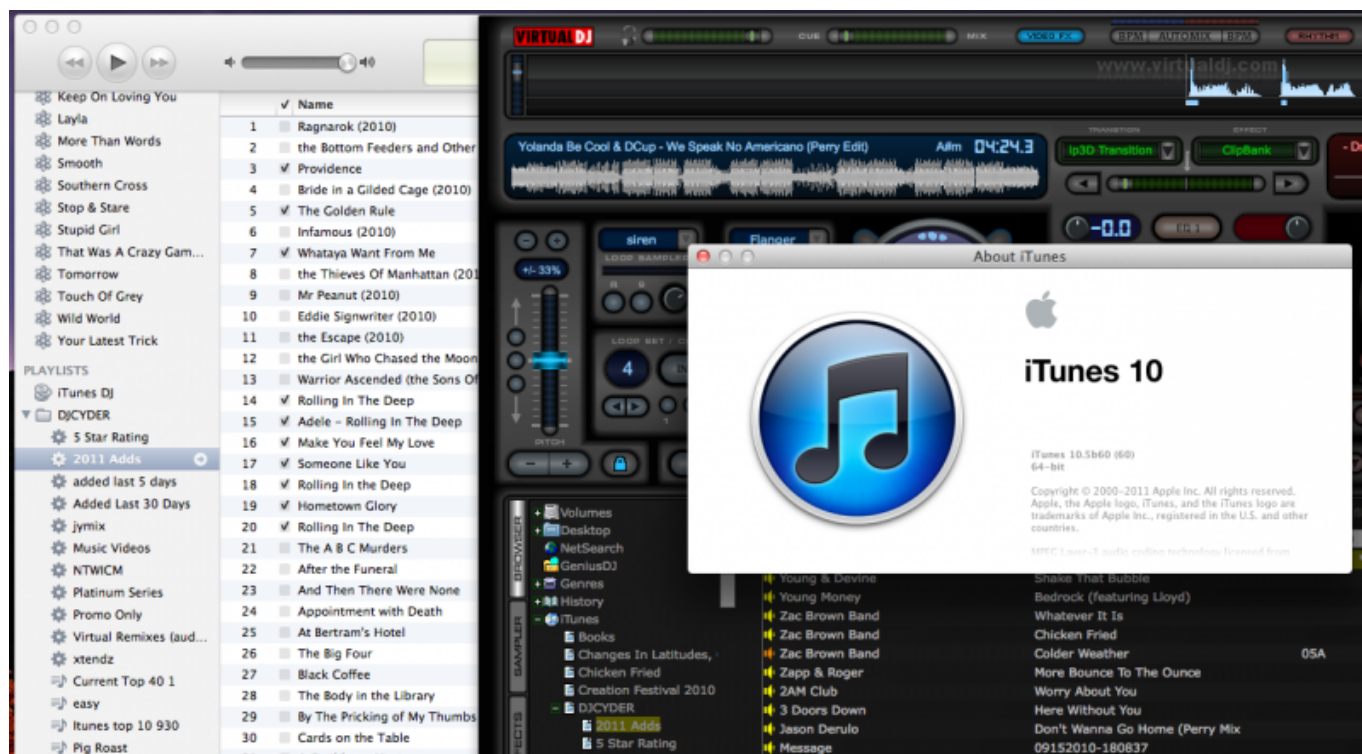 Keep On Loving You
Layla
More Than Words
Smooth
Southern Cross
Stop & Stare
Stupid Girl
That Was A Crazy Gam...
Tomorrow
Touch Of Grey
Wild World
Your Latest Trick
PLAYLISTS
iTunes DJ
DJCYDER
5 Star Rating
2011 Adds
added last 5 days
Added Last 30 Days
jymix
Music Videos
NTWICM
Platinum Series
Promo Only
Virtual Remixes (aud...
xtendz
Current Top 40 1
easy
Itunes top 10 930
Pig Roast
Name
1 Ragnarok (2010)
2 the Bottom Feeders and Other
3 Providence
4 Bride in a Gilded Cage (2010)
5 The Golden Rule
6 Infamous (2010)
7 Whataya Want From Me
8 the Thieves Of Manhattan (201
9 Mr Peanut (2010)
10 Eddie Signwriter (2010)
11 the Escape (2010)
12 the Girl Who Chased the Moon
13 Warrior Ascended (the Sons Of
14 Rolling In The Deep
15 Adele – Rolling In The Deep
16 Make You Feel My Love
17 Someone Like You
18 Rolling In the Deep
19 Hometown Glory
20 Rolling In The Deep
21 The A B C Murders
22 After the Funeral
23 And Then There Were None
24 Appointment with Death
25 At Bertram's Hotel
26 The Big Four
27 Black Coffee
28 The Body in the Library
29 By The Pricking of My Thumbs
30 Cards on the Table
VIRTUAL DJ
CUE
MIX
VIDEO FX
BPM AUTOMIX BPM
RHYTHM
www.virtualdj.com
Yolanda Be Cool & DCup - We Speak No Americano (Perry Edit) A#m 04:24.3
TRANSITION EFFECT
ip3D Transition ClipBank
-0.0 EQ 1
siren Flanger
+/- 33%
LOOP SAMPLER
4 IN
1
PITCH
About iTunes
iTunes 10
iTunes 10.5b60 (60)
64-bit
Copyright © 2000–2011 Apple Inc. All rights reserved.
Apple, the Apple logo, iTunes, and the iTunes logo are
trademarks of Apple Inc., registered in the U.S. and other
countries.
MPEG Layer-3 audio coding technology licensed from
BROWSER
SAMPLER
Volumes
Desktop
NetSearch
GeniusDJ
Genres
History
iTunes
Books
Changes In Latitudes,
Chicken Fried
Creation Festival 2010
DJCYDER
2011 Adds
5 Star Rating
Young & Devine Shake That Bubble
Young Money Bedrock (featuring Lloyd)
Zac Brown Band Whatever It Is
Zac Brown Band Chicken Fried
Zac Brown Band Colder Weather 05A
Zapp & Roger More Bounce To The Ounce
2AM Club Worry About You
3 Doors Down Here Without You
Jason Derulo Don't Wanna Go Home (Perry Mix
Message 09152010-180837